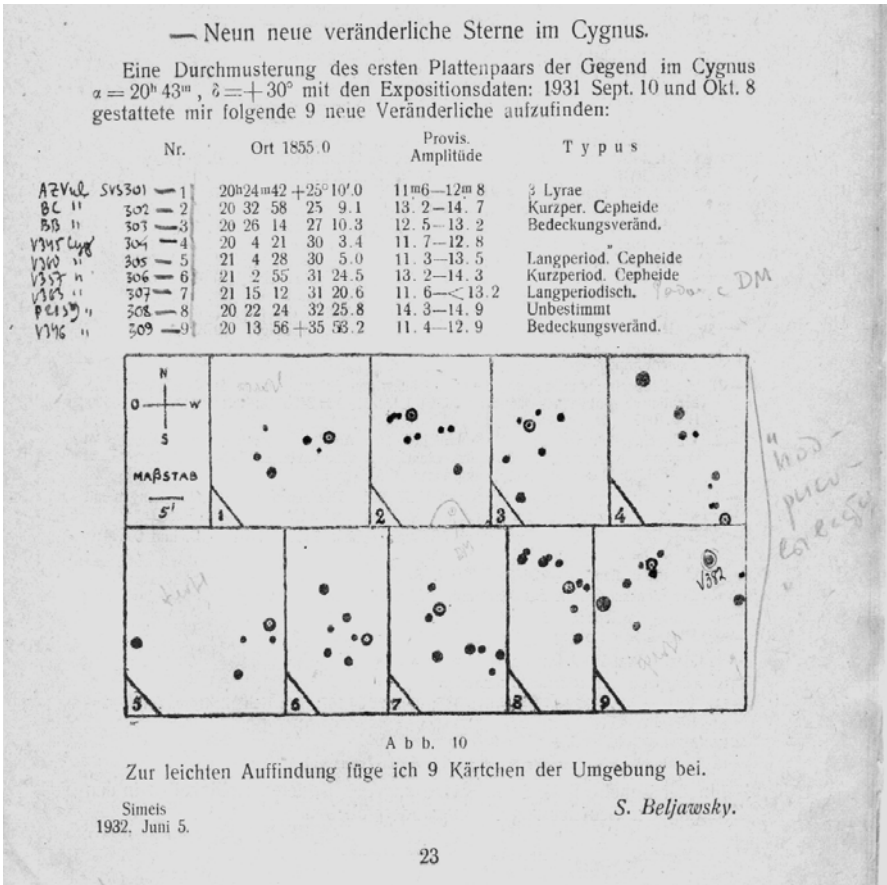 — Neun neue veränderliche Sterne im Cygnus.
Eine Durchmusterung des ersten Plattenpaars der Gegend im Cygnus
α = 20ʰ 43ᵐ , δ = + 30° mit den Expositionsdaten: 1931 Sept. 10 und Okt. 8
gestattete mir folgende 9 neue Veränderliche aufzufinden:
Nr. Ort 1855.0 Provis. Amplitüde Typus
AZ Vul SVS301 — 1 20ʰ24ᵐ42 +25°10′.0 11ᵐ6—12ᵐ8 β Lyrae
BC " 302 — 2 20 32 58 25 9.1 13. 2—14. 7 Kurzper. Cepheide
BB " 303 — 3 20 26 14 27 10.3 12. 5—13. 2 Bedeckungsveränd.
V345 Cyg 304 — 4 20 4 21 30 3.4 11. 7—12.8 "
V360 " 305 — 5 21 4 28 30 5.0 11. 3—13.5 Langperiod. Cepheide
V357 " 306 — 6 21 2 55 31 24.5 13. 2—14.3 Kurzperiod. Cepheide
V363 " 307 — 7 21 15 12 31 20.6 11. 6—<13.2 Langperiodisch. c DM
" 308 — 8 20 22 24 32 25.8 14. 3—14. 9 Unbestimmt
V346 " 309 — 9 20 13 56 +35 53.2 11. 4—12. 9 Bedeckungsveränd.
N
O W
S
MAßSTAB
5'
1 2 3 4
V382
5 6 7 8 9
Abb. 10
Zur leichten Auffindung füge ich 9 Kärtchen der Umgebung bei.
Simeis
1932. Juni 5.
S. Beljawsky.
23